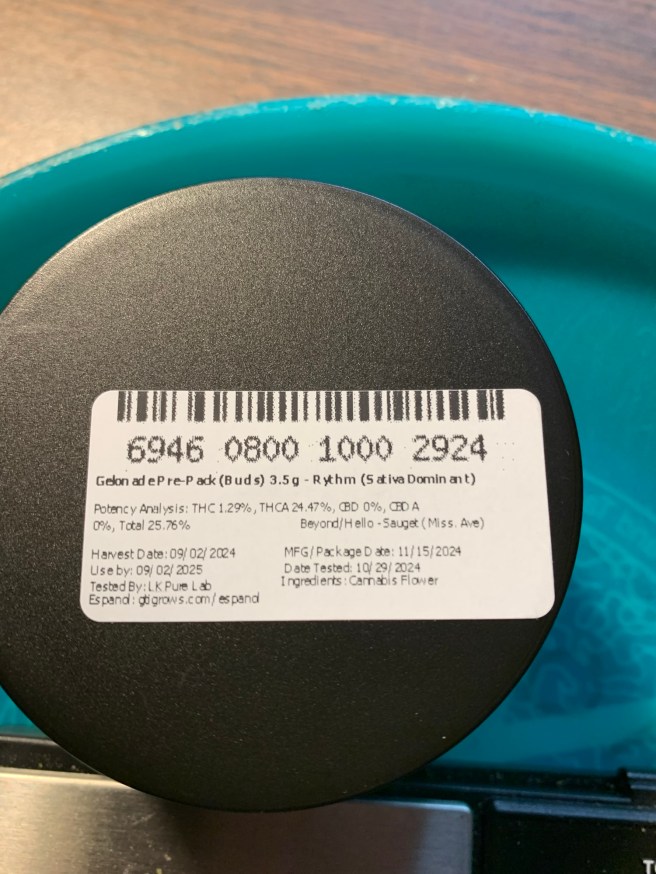 6946 0800 1000 2924
Gelonade Pre-Pack (Buds) 3.5g - Rythm (Sativa Dominant)
Potency Analysis: THC 1.29%, THCA 24.47%, CBD 0%, CBDA
0%, Total 25.76% Beyond/Hello - Sauget (Miss. Ave)
Harvest Date: 09/02/2024 MFG/Package Date: 11/15/2024
Use by: 09/02/2025 Date Tested: 10/29/2024
Tested By: LK Pure Lab Ingredients: Cannabis Flower
Espanol: gtigrows.com/espanol